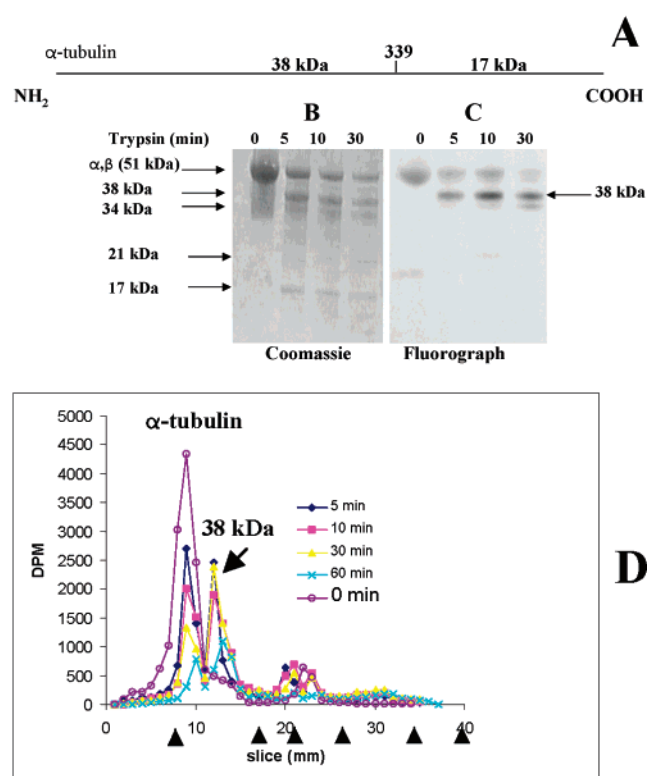 A
α-tubulin
38 kDa 339 17 kDa
NH2 COOH
B C
Trypsin (min) 0 5 10 30 0 5 10 30
α,β (51 kDa)
38 kDa
38 kDa
34 kDa
21 kDa
17 kDa
Coomassie Fluorograph
D
α-tubulin
38 kDa
5 min
10 min
30 min
60 min
0 min
DPM
5000
4500
4000
3500
3000
2500
2000
1500
1000
500
0
0 10 20 30 40
slice (mm)